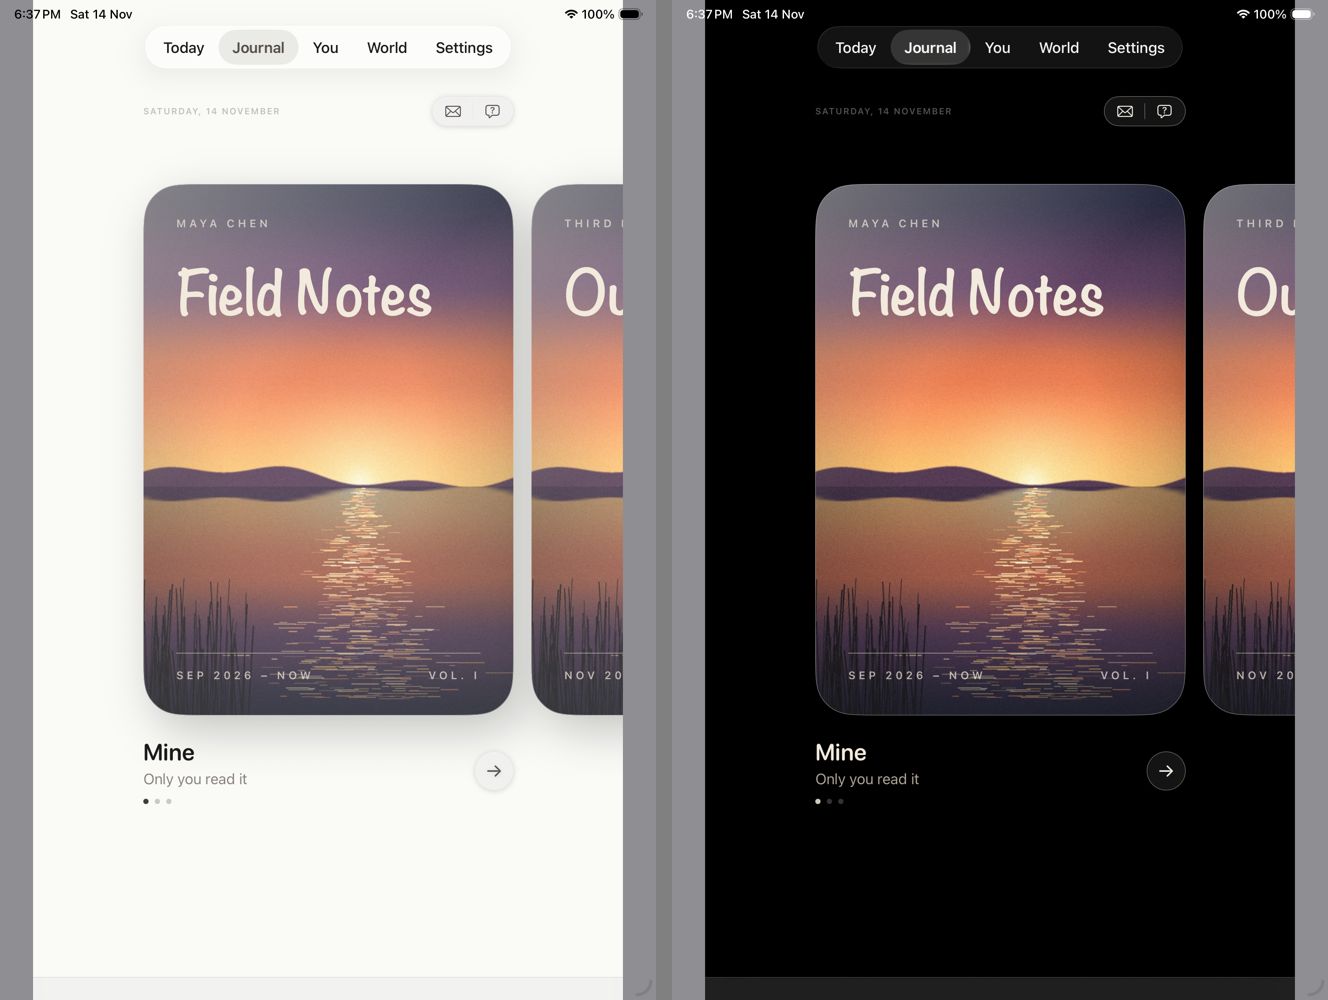 6:37 PM Sat 14 Nov 100%
Today Journal You World Settings
SATURDAY, 14 NOVEMBER
MAYA CHEN
Field Notes
SEP 2026 – NOW VOL. I
THIRD
Ou
NOV 20
Mine
Only you read it
6:37 PM Sat 14 Nov 100%
Today Journal You World Settings
SATURDAY, 14 NOVEMBER
MAYA CHEN
Field Notes
SEP 2026 – NOW VOL. I
THIRD
Ou
NOV 20
Mine
Only you read it